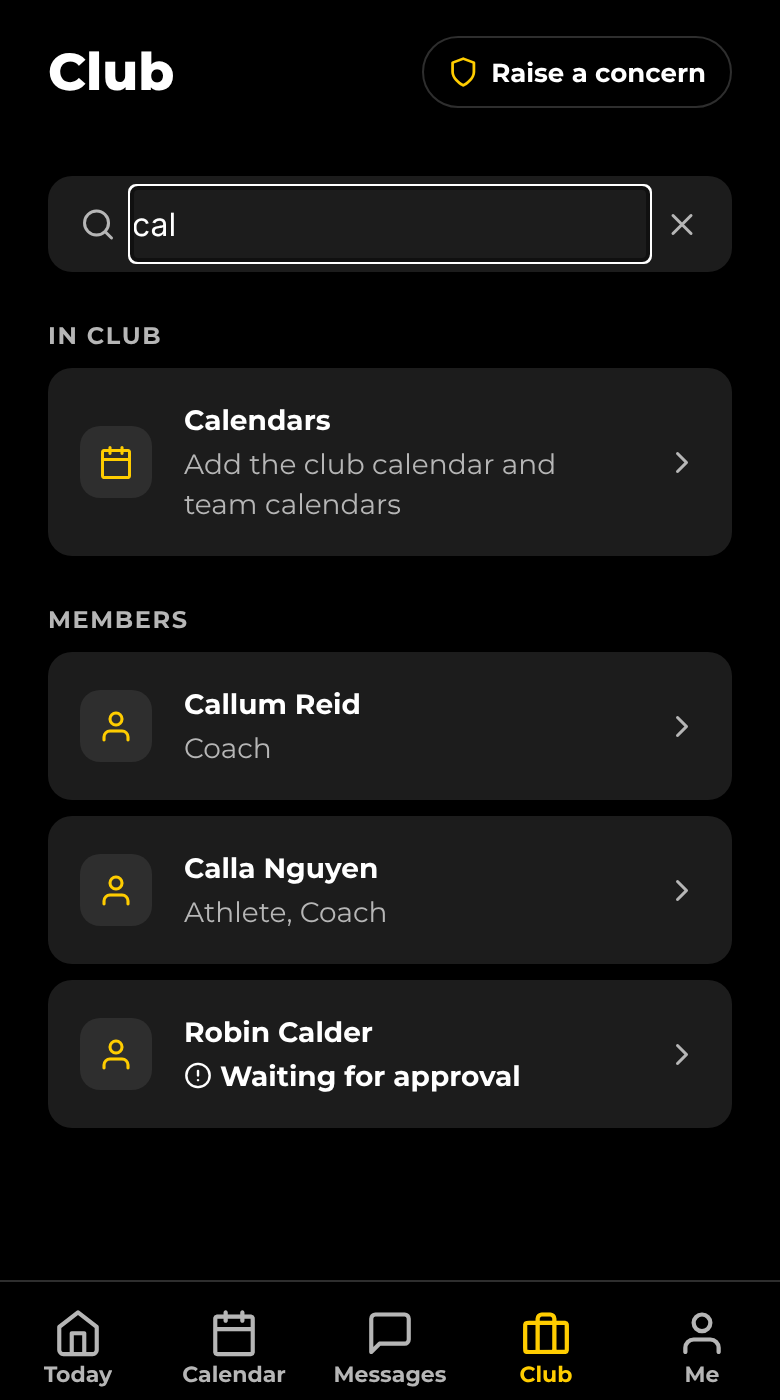 Club
Raise a concern
cal
IN CLUB
Calendars
Add the club calendar and
team calendars
MEMBERS
Callum Reid
Coach
Calla Nguyen
Athlete, Coach
Robin Calder
Waiting for approval
Today
Calendar
Messages
Club
Me